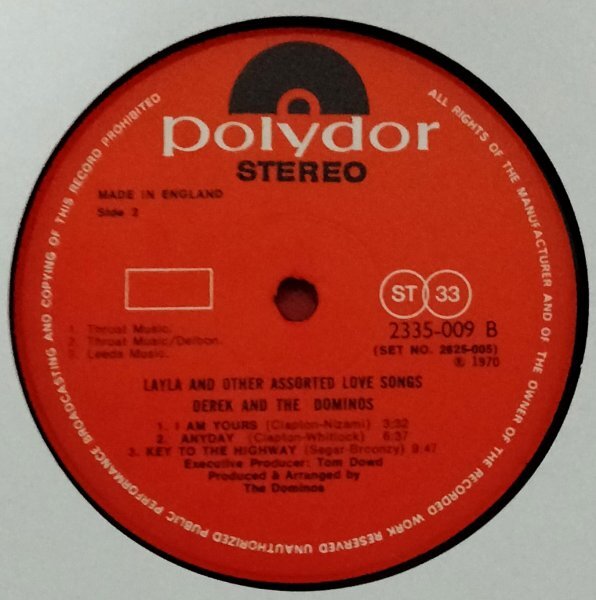 polydor
STEREO
MADE IN ENGLAND
Side 2
ST 33
2335-009 B
(SET NO. 2625-005)
℗ 1970
1. Throat Music.
2. Throat Music/Delbon.
3. Leeds Music.
LAYLA AND OTHER ASSORTED LOVE SONGS
DEREK AND THE DOMINOS
1. I AM YOURS (Clapton-Nizami) 3:32
2. ANYDAY (Clapton-Whitlock) 6:37
3. KEY TO THE HIGHWAY (Segar-Broonzy) 9:47
Executive Producer: Tom Dowd
Produced & Arranged by
The Dominos
ALL RIGHTS OF THE MANUFACTURER AND OF THE OWNER OF THE RECORDED WORK RESERVED UNAUTHORIZED PUBLIC PERFORMANCE BROADCASTING AND COPYING OF THIS RECORD PROHIBITED